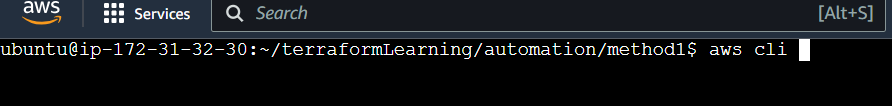 aws
Services
Search
[Alt+S]
ubuntu@ip-172-31-32-30:~/terraformLearning/automation/method1$ aws cli